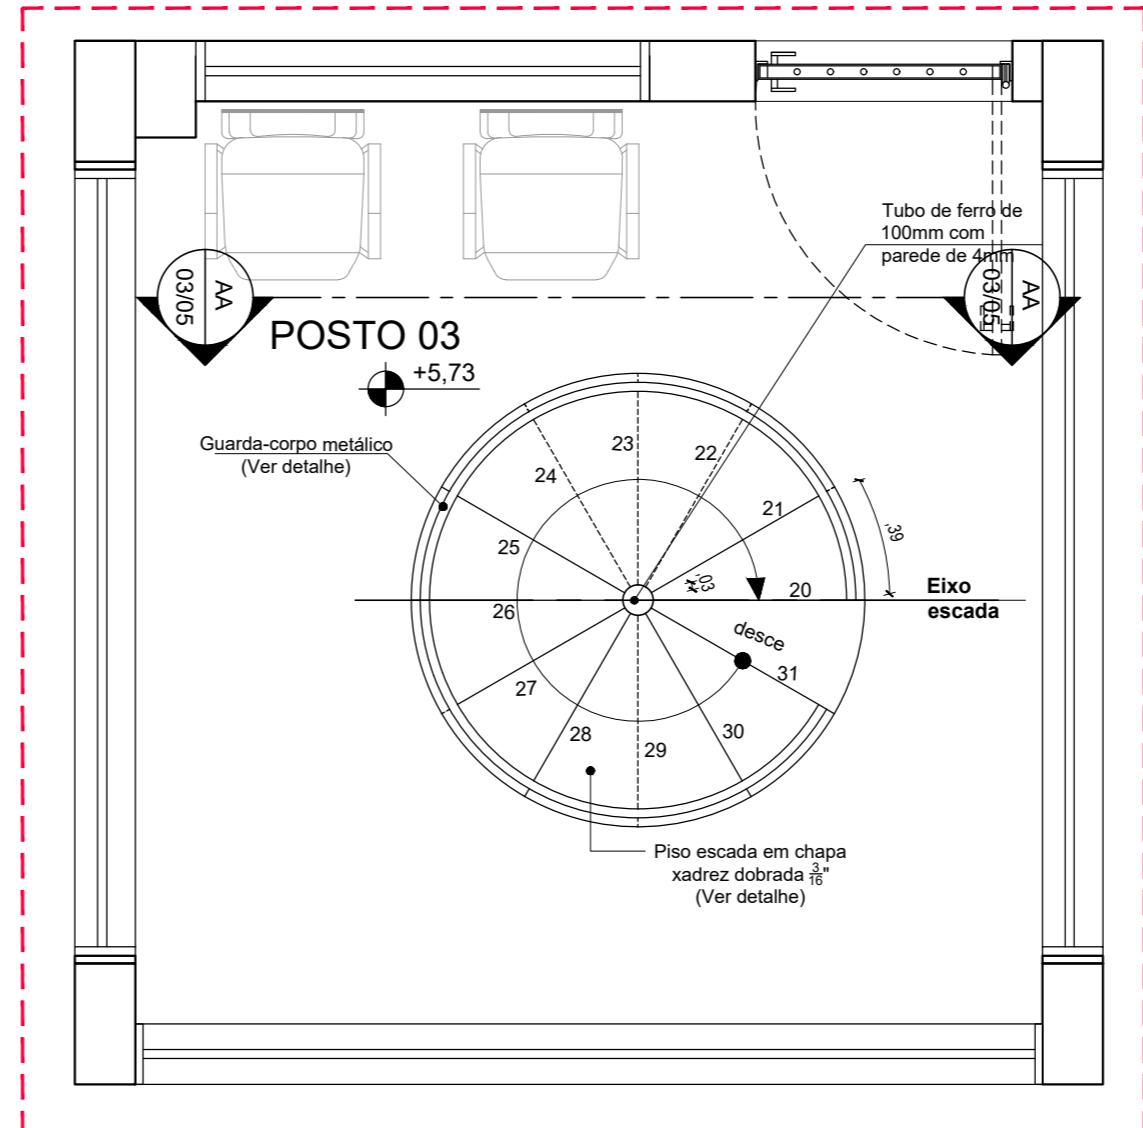 Tubo de ferro de
100mm com
parede de 4mm
AA
03/05
AA
03/05
POSTO 03
+5,73
Guarda-corpo metálico
(Ver detalhe)
23
22
24
21
,39
25
,03
20
Eixo
escada
26
desce
31
27
28
29
30
Piso escada em chapa
xadrez dobrada 3/16"
(Ver detalhe)